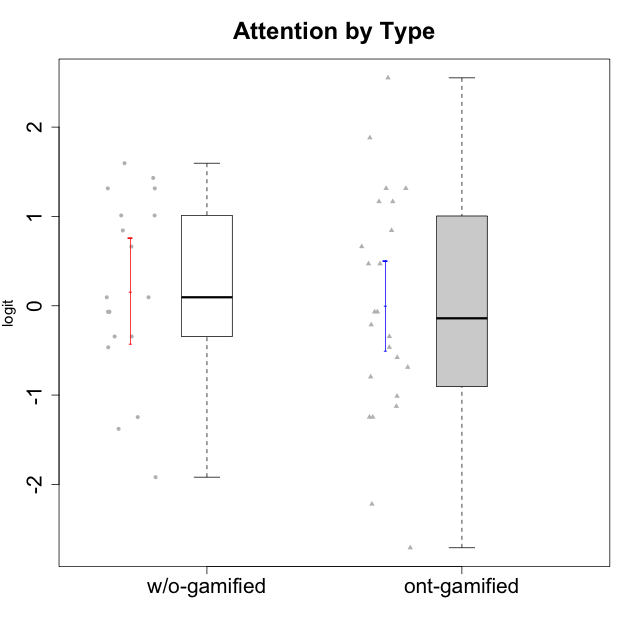 Attention by Type
logit
2
1
0
-1
-2
w/o-gamified
ont-gamified